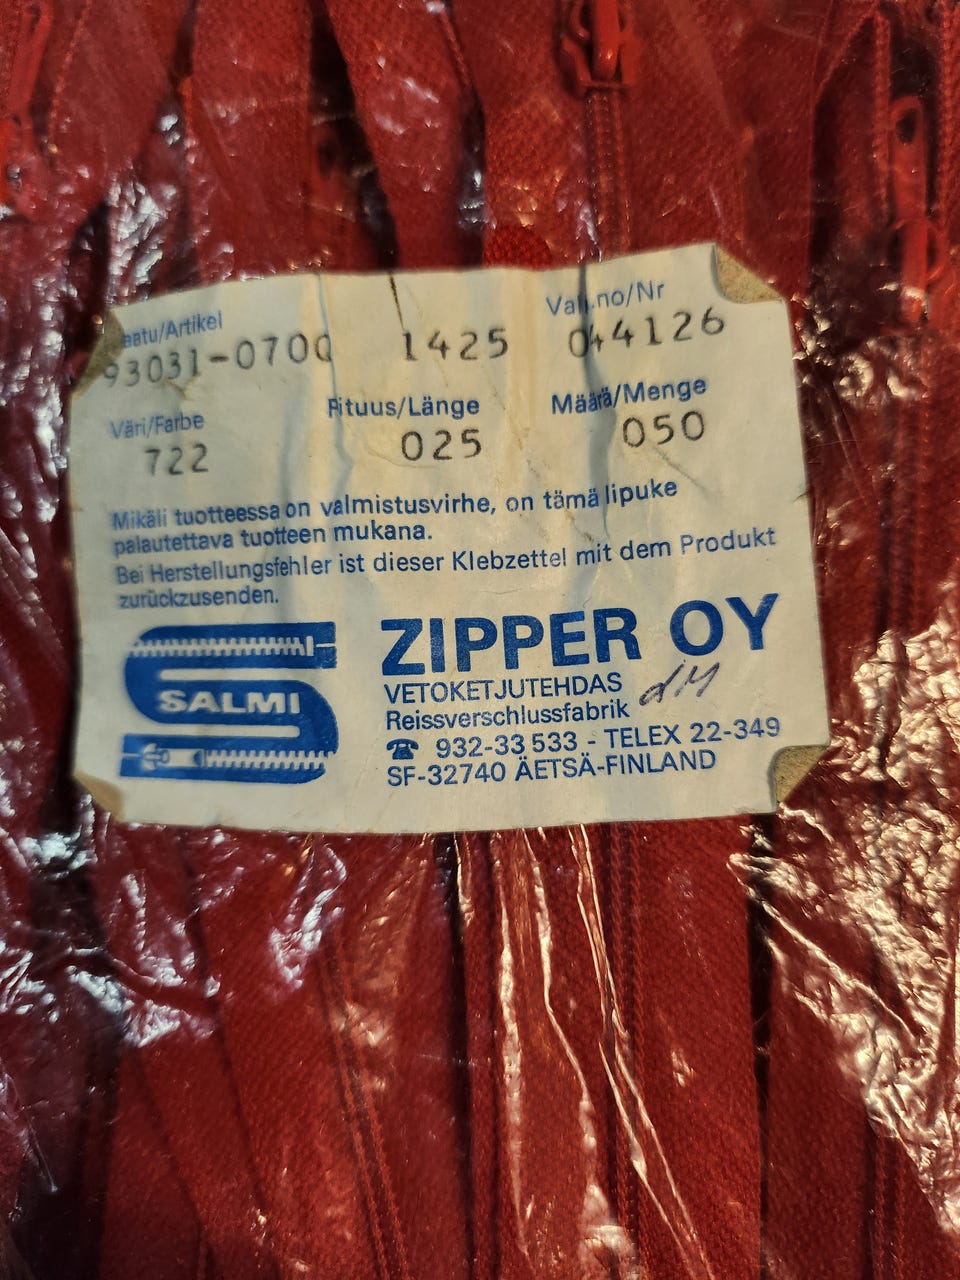 Laatu/Artikel Valm.no/Nr
93031-0700 1425 044126
Väri/Farbe Pituus/Länge Määrä/Menge
722 025 050
Mikäli tuotteessa on valmistusvirhe, on tämä lipuke
palautettava tuotteen mukana.
Bei Herstellungsfehler ist dieser Klebzettel mit dem Produkt
zurückzusenden.
SALMI
ZIPPER OY
VETOKETJUTEHDAS
Reissverschlussfabrik
☎ 932-33 533 - TELEX 22-349
SF-32740 ÄETSÄ-FINLAND